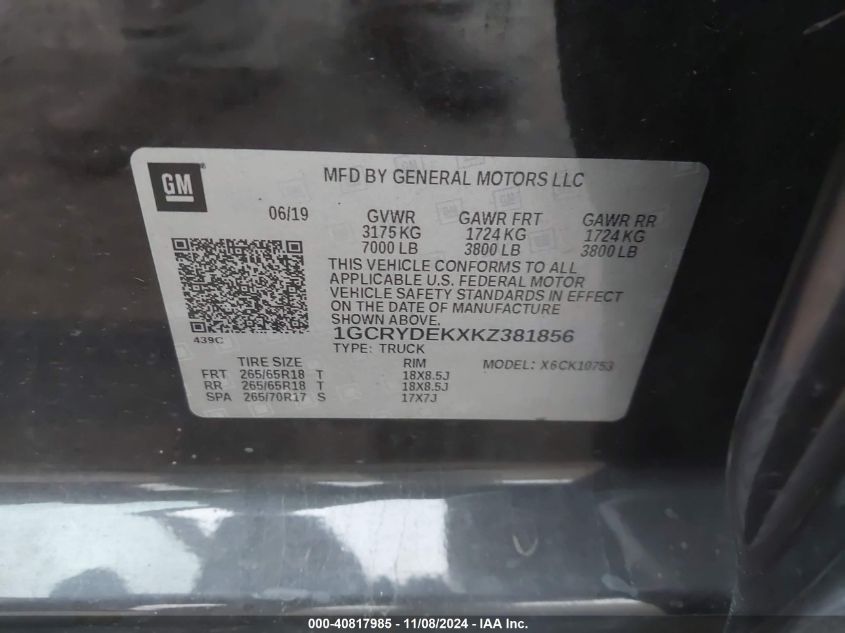 GM
MFD BY GENERAL MOTORS LLC
06/19 GVWR GAWR FRT GAWR RR
3175 KG 1724 KG 1724 KG
7000 LB 3800 LB 3800 LB
THIS VEHICLE CONFORMS TO ALL
APPLICABLE U.S. FEDERAL MOTOR
VEHICLE SAFETY STANDARDS IN EFFECT
ON THE DATE OF MANUFACTURE
SHOWN ABOVE.
439C 1GCRYDEKXKZ381856
TYPE: TRUCK MODEL: X6CK10753
TIRE SIZE RIM
FRT 265/65R18 T 18X8.5J
RR 265/65R18 T 18X8.5J
SPA 265/70R17 S 17X7J
000-40817985 - 11/08/2024 - IAA Inc.